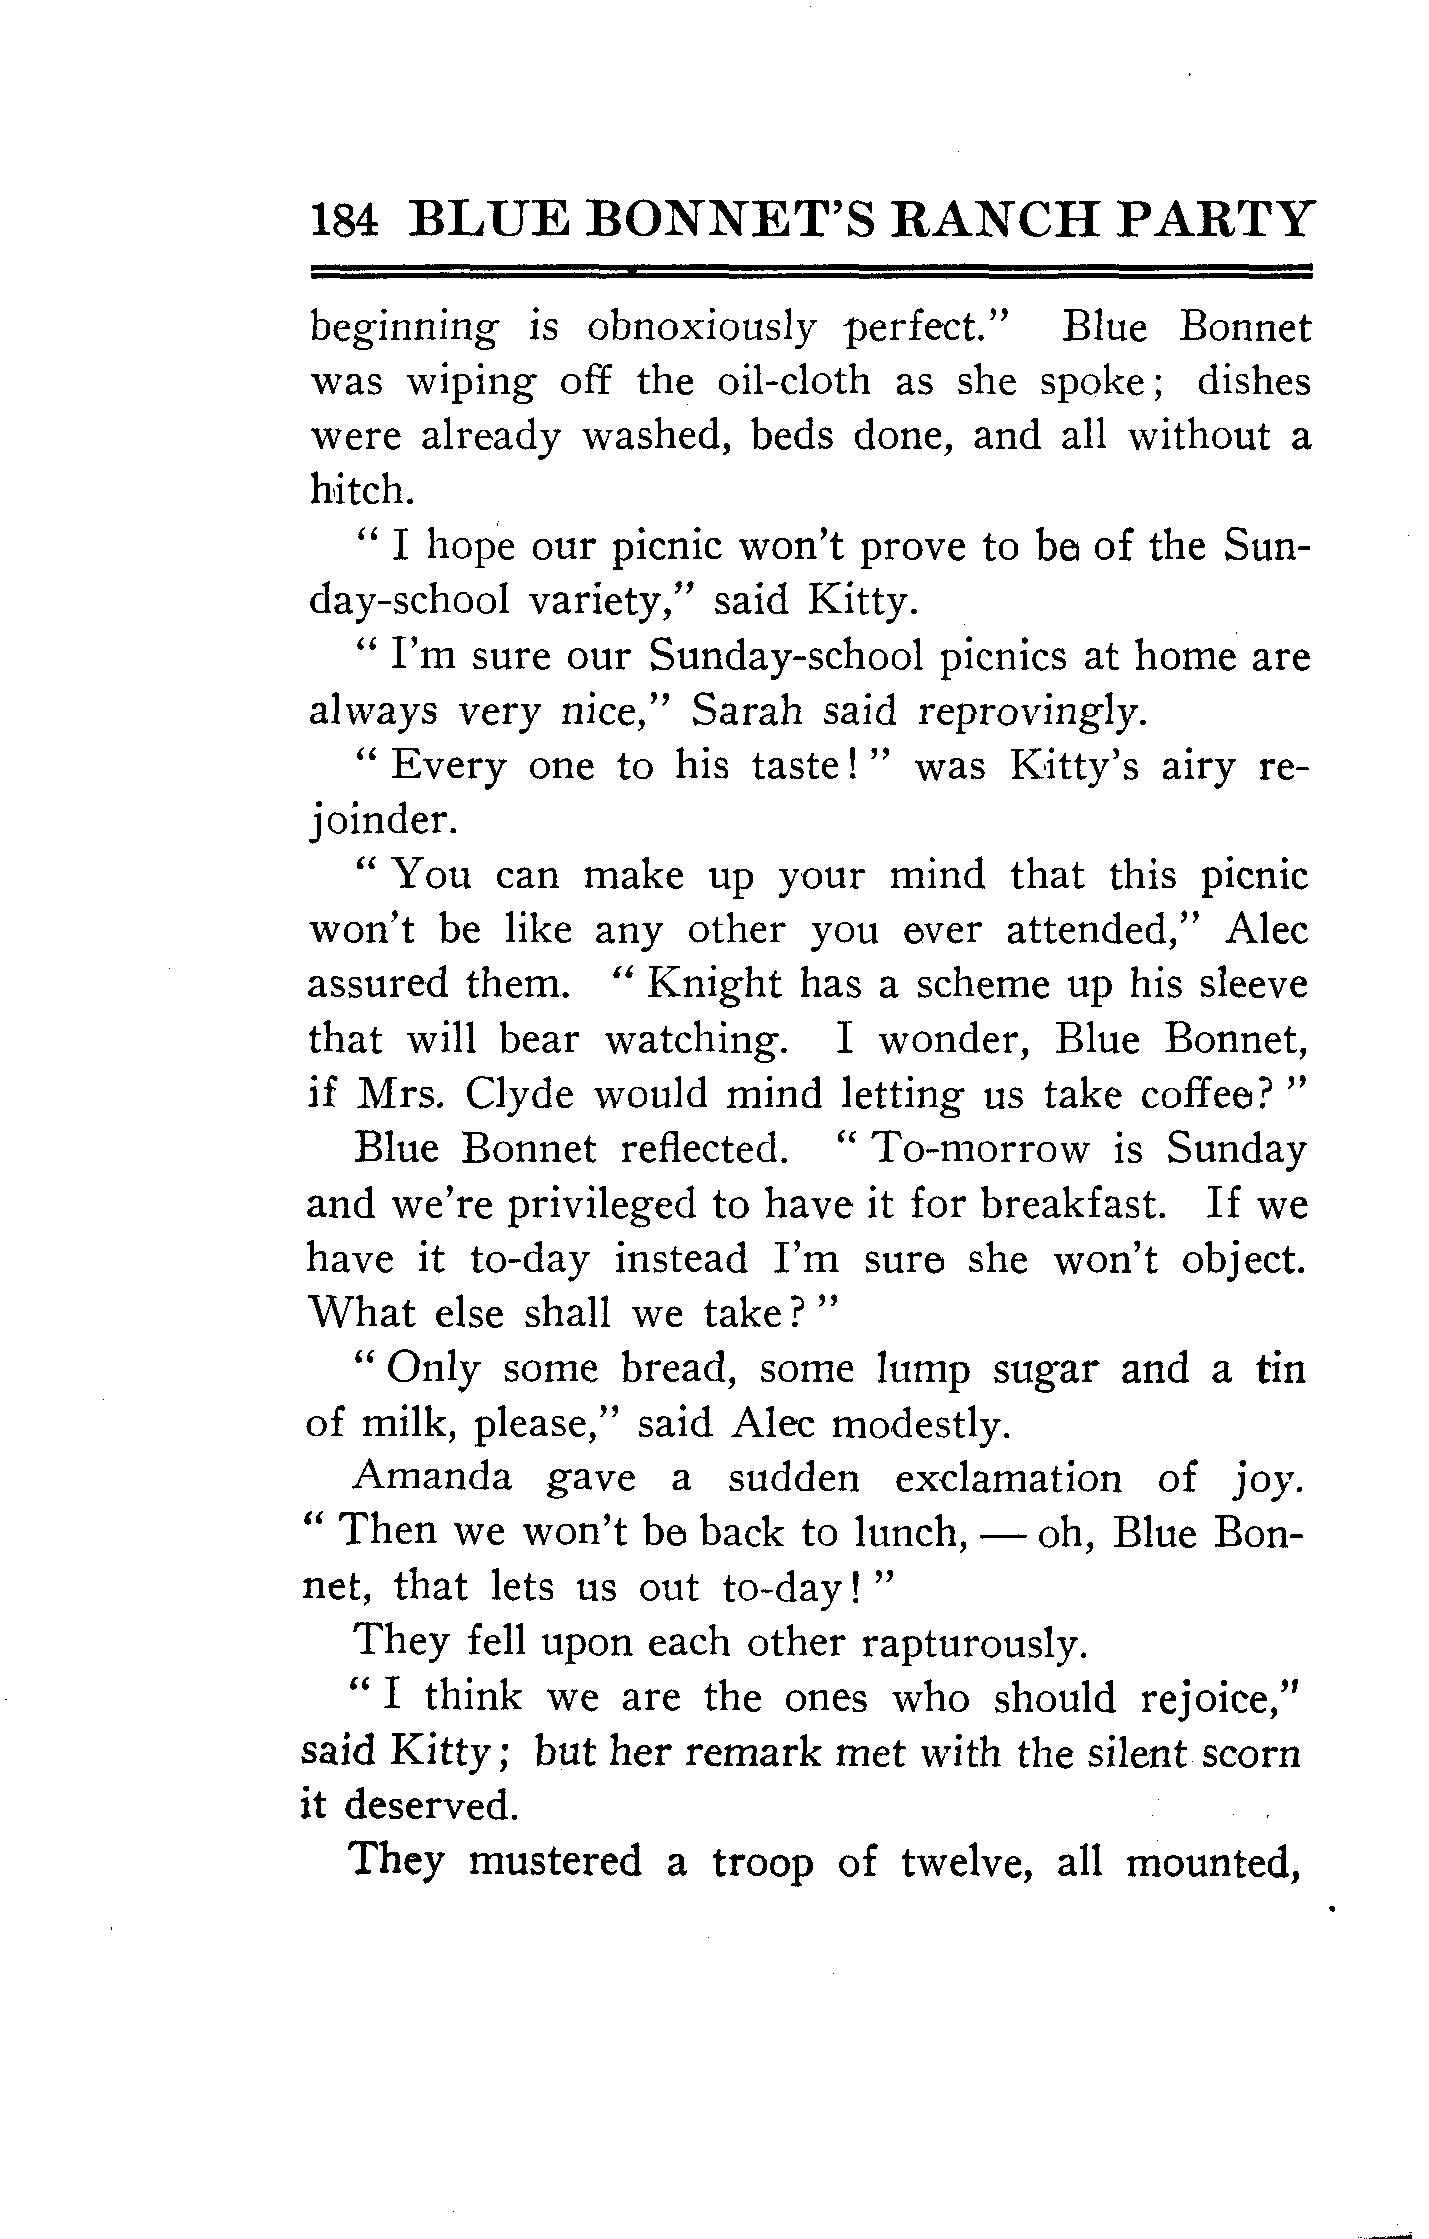 184 BLUE BONNET'S RANCH PARTY
beginning is obnoxiously perfect." Blue Bonnet
was wiping off the oil-cloth as she spoke; dishes
were already washed, beds done, and all without a
hitch.
" I hope our picnic won't prove to be of the Sun-
day-school variety," said Kitty.
" I'm sure our Sunday-school picnics at home are
always very nice," Sarah said reprovingly.
" Every one to his taste! " was Kitty's airy re-
joinder.
" You can make up your mind that this picnic
won't be like any other you ever attended," Alec
assured them. " Knight has a scheme up his sleeve
that will bear watching. I wonder, Blue Bonnet,
if Mrs. Clyde would mind letting us take coffee? "
Blue Bonnet reflected. " To-morrow is Sunday
and we're privileged to have it for breakfast. If we
have it to-day instead I'm sure she won't object.
What else shall we take? "
" Only some bread, some lump sugar and a tin
of milk, please," said Alec modestly.
Amanda gave a sudden exclamation of joy.
" Then we won't be back to lunch, — oh, Blue Bon-
net, that lets us out to-day! "
They fell upon each other rapturously.
" I think we are the ones who should rejoice,"
said Kitty; but her remark met with the silent scorn
it deserved.
They mustered a troop of twelve, all mounted,